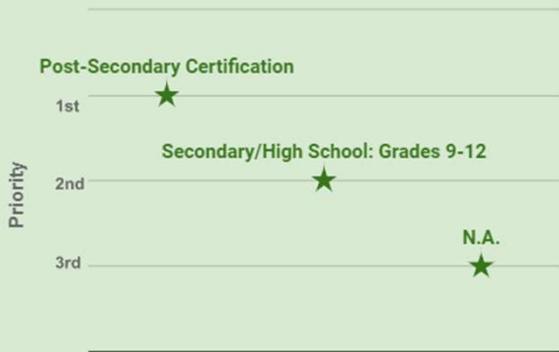 Post-Secondary Certification
1st
Secondary/High School: Grades 9-12
2nd
Priority
N.A.
3rd